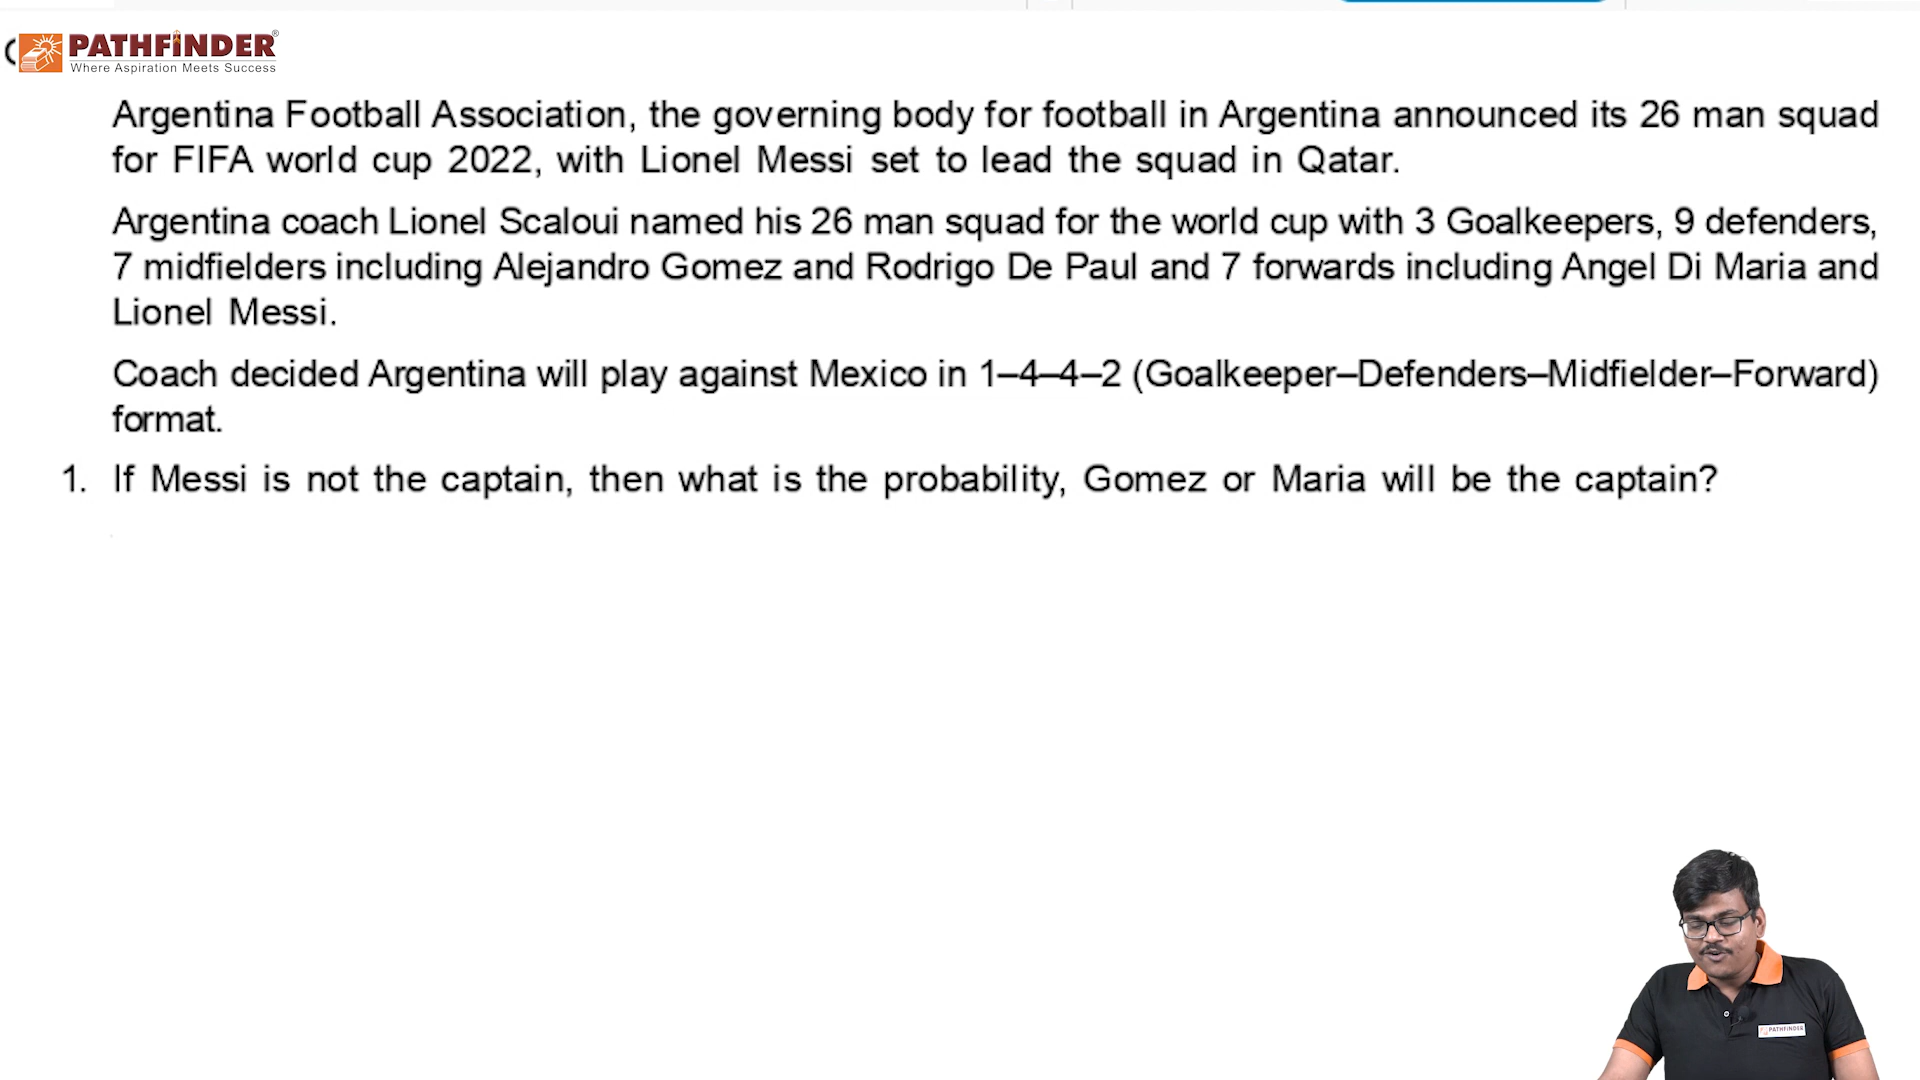 PATHFINDER®
Where Aspiration Meets Success
Argentina Football Association, the governing body for football in Argentina announced its 26 man squad
for FIFA world cup 2022, with Lionel Messi set to lead the squad in Qatar.
Argentina coach Lionel Scaloui named his 26 man squad for the world cup with 3 Goalkeepers, 9 defenders,
7 midfielders including Alejandro Gomez and Rodrigo De Paul and 7 forwards including Angel Di Maria and
Lionel Messi.
Coach decided Argentina will play against Mexico in 1–4–4–2 (Goalkeeper–Defenders–Midfielder–Forward)
format.
1. If Messi is not the captain, then what is the probability, Gomez or Maria will be the captain?
PATHFINDER